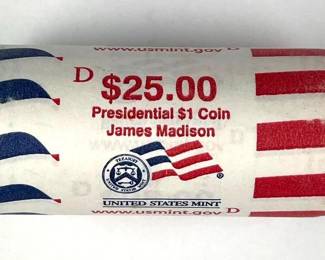 www.usmint.gov D
D $25.00
Presidential $1 Coin
James Madison
UNITED STATES MINT
www.usmint.gov D